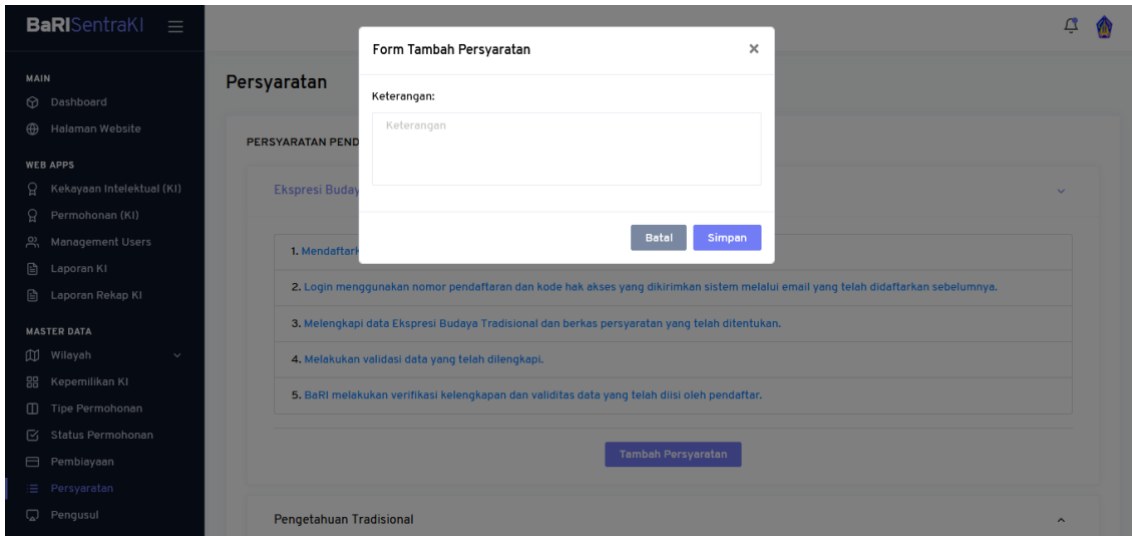 BaRISentraKI
MAIN
Dashboard
Halaman Website
WEB APPS
Kekayaan Intelektual (KI)
Permohonan (KI)
Management Users
Laporan KI
Laporan Rekap KI
MASTER DATA
Wilayah
Kepemilikan KI
Tipe Permohonan
Status Permohonan
Pembiayaan
Persyaratan
Pengusul
Persyaratan
PERSYARATAN PEND
Ekspresi Buday
Form Tambah Persyaratan
Keterangan:
Keterangan
Batal Simpan
1. Mendaftark
2. Login menggunakan nomor pendaftaran dan kode hak akses yang dikirimkan sistem melalui email yang telah didaftarkan sebelumnya.
3. Melengkapi data Ekspresi Budaya Tradisional dan berkas persyaratan yang telah ditentukan.
4. Melakukan validasi data yang telah dilengkapi.
5. BaRI melakukan verifikasi kelengkapan dan validitas data yang telah diisi oleh pendaftar.
Tambah Persyaratan
Pengetahuan Tradisional